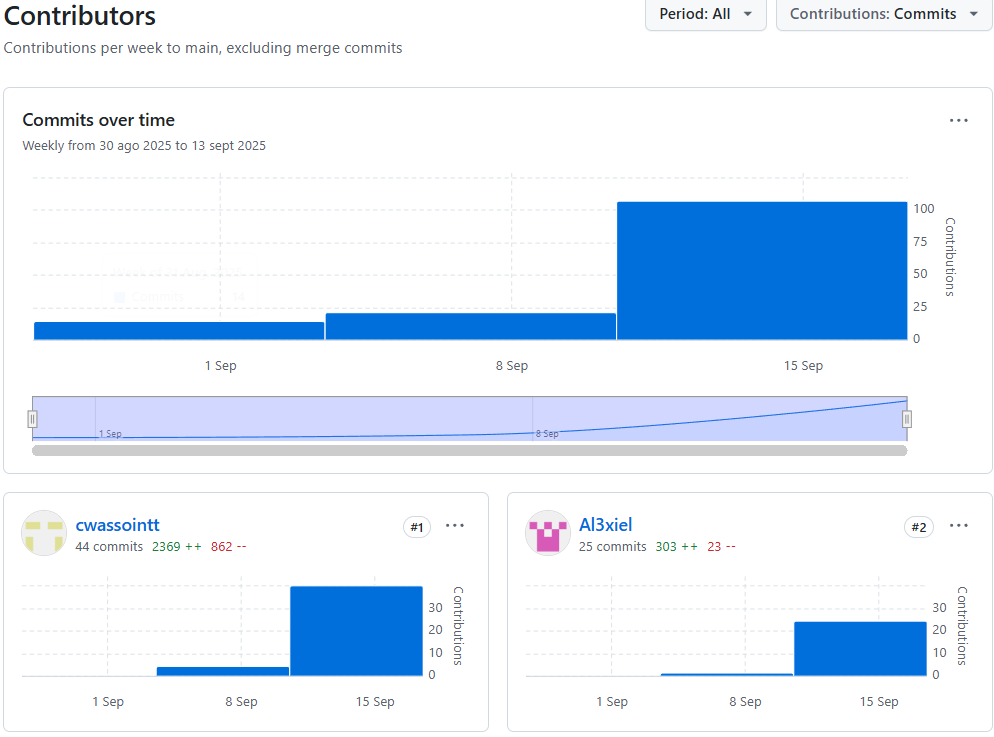 Contributors
Period: All
Contributions: Commits
Contributions per week to main, excluding merge commits
Commits over time
Weekly from 30 ago 2025 to 13 sept 2025
100
75
50
25
0
Contributions
1 Sep
8 Sep
15 Sep
1 Sep
8 Sep
cwassointt
#1
44 commits 2369 ++ 862 --
30
20
10
0
Contributions
1 Sep
8 Sep
15 Sep
Al3xiel
#2
25 commits 303 ++ 23 --
30
20
10
0
Contributions
1 Sep
8 Sep
15 Sep